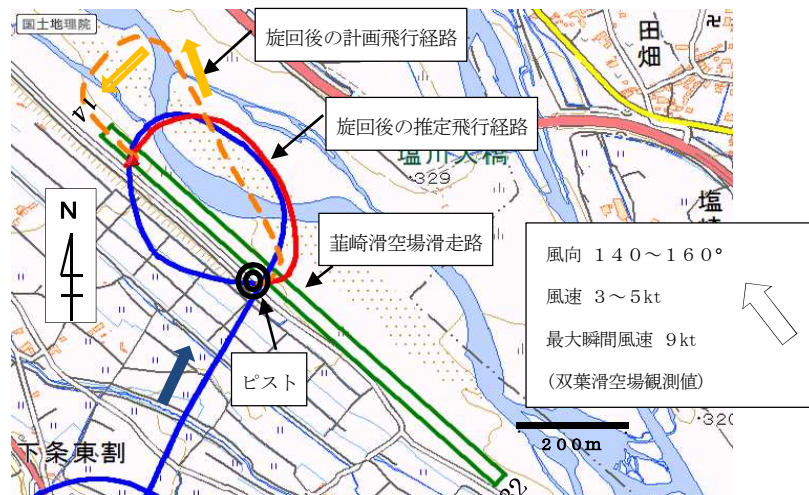 国土地理院
旋回後の計画飛行経路
田畑
卍
14
旋回後の推定飛行経路
塩川大橋
・329
塩
N
韮崎滑空場滑走路
風向 140～160°
風速 3～5kt
最大瞬間風速 9kt
(双葉滑空場観測値)
ピスト
200m
・320
下条東割
32